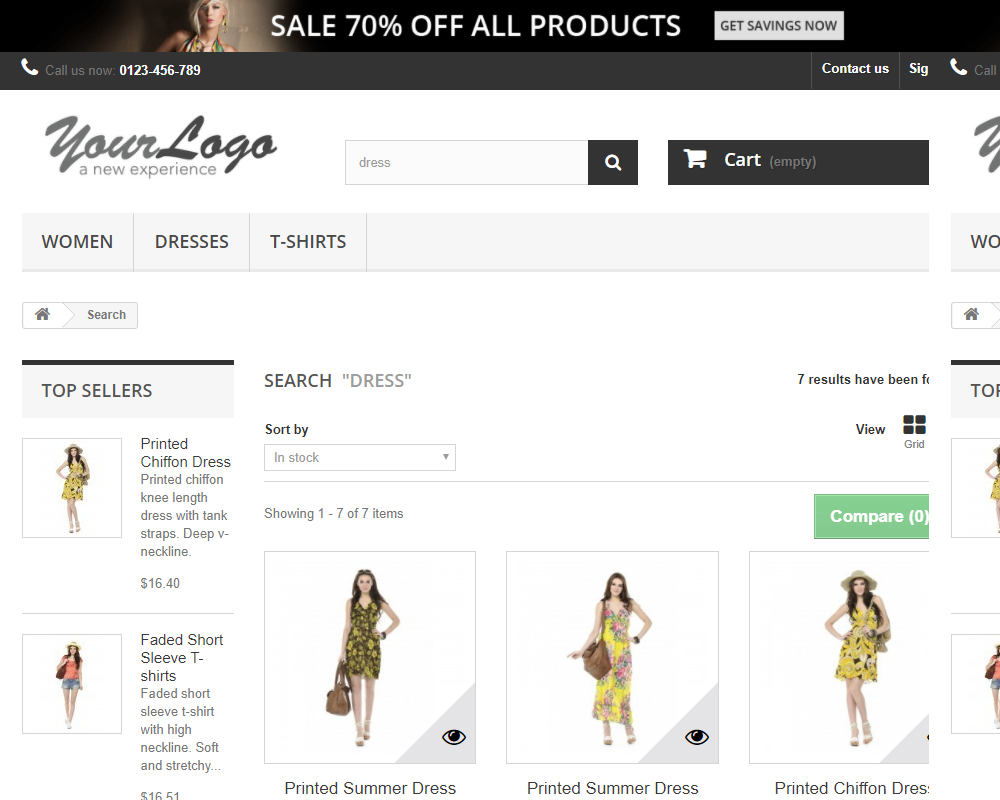 SALE 70% OFF ALL PRODUCTS GET SAVINGS NOW
Call us now: 0123-456-789
Contact us
Sig
Call
YourLogo
a new experience
dress
Cart (empty)
WOMEN
DRESSES
T-SHIRTS
WO
Search
TOP SELLERS
Printed
Chiffon Dress
Printed chiffon
knee length
dress with tank
straps. Deep v-
neckline.
$16.40
Faded Short
Sleeve T-
shirts
Faded short
sleeve t-shirt
with high
neckline. Soft
and stretchy...
$16.51
SEARCH "DRESS"
7 results have been fo
Sort by
In stock
View
Grid
Showing 1 - 7 of 7 items
Compare (0)
Printed Summer Dress
Printed Summer Dress
Printed Chiffon Dres
TOP